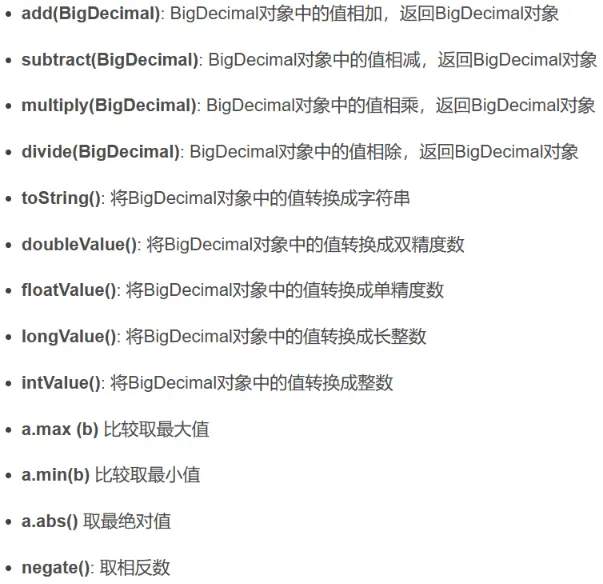 • add(BigDecimal): BigDecimal对象中的值相加，返回BigDecimal对象
• subtract(BigDecimal): BigDecimal对象中的值相减，返回BigDecimal对象
• multiply(BigDecimal): BigDecimal对象中的值相乘，返回BigDecimal对象
• divide(BigDecimal): BigDecimal对象中的值相除，返回BigDecimal对象
• toString(): 将BigDecimal对象中的值转换成字符串
• doubleValue(): 将BigDecimal对象中的值转换成双精度数
• floatValue(): 将BigDecimal对象中的值转换成单精度数
• longValue(): 将BigDecimal对象中的值转换成长整数
• intValue(): 将BigDecimal对象中的值转换成整数
• a.max (b) 比较取最大值
• a.min(b) 比较取最小值
• a.abs() 取最绝对值
• negate(): 取相反数